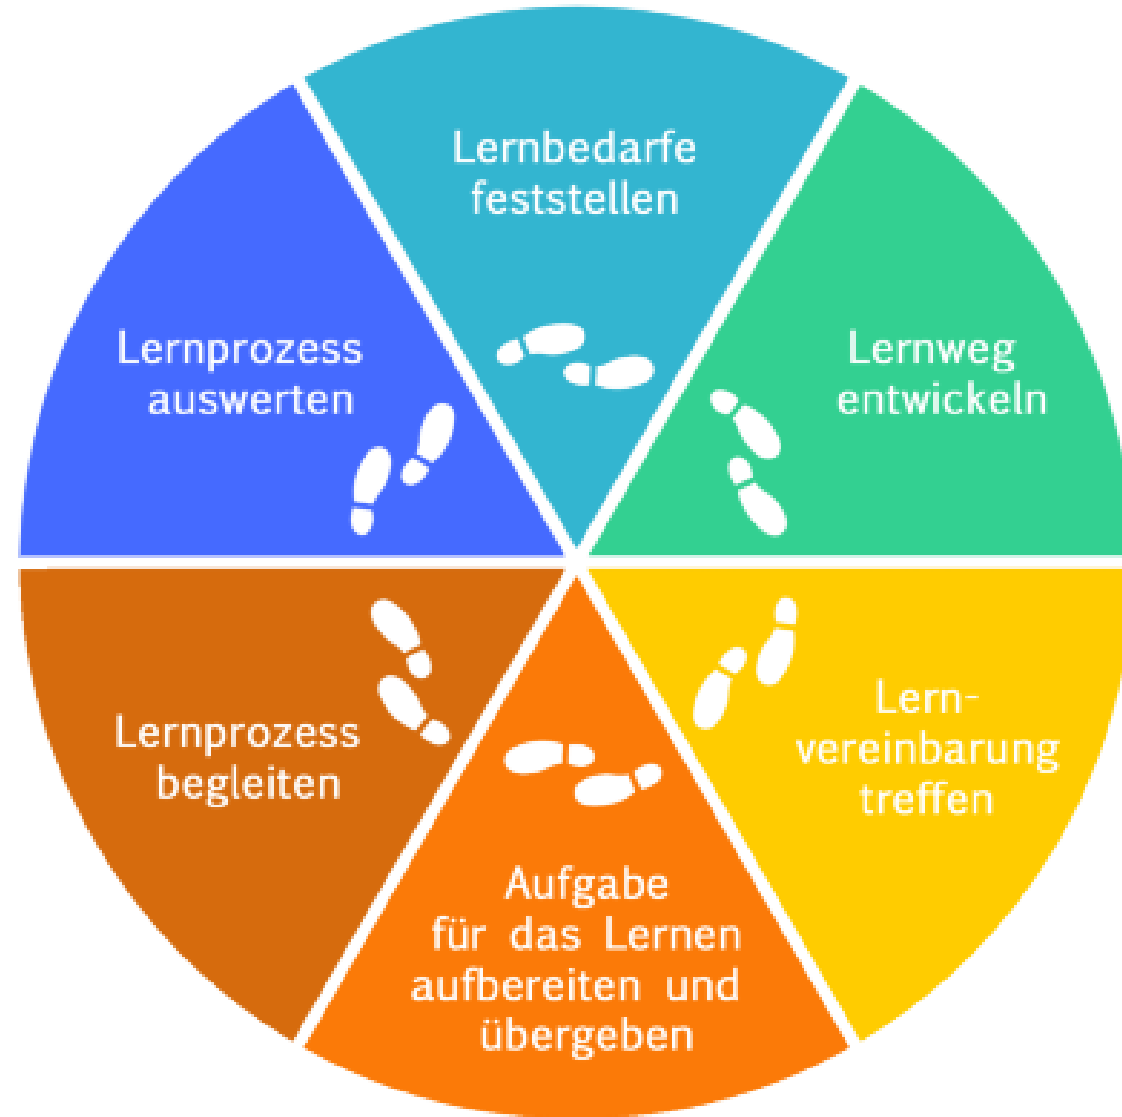 Lernbedarfe
feststellen
Lernweg
entwickeln
Lern-
vereinbarung
treffen
Aufgabe
für das Lernen
aufbereiten und
übergeben
Lernprozess
begleiten
Lernprozess
auswerten